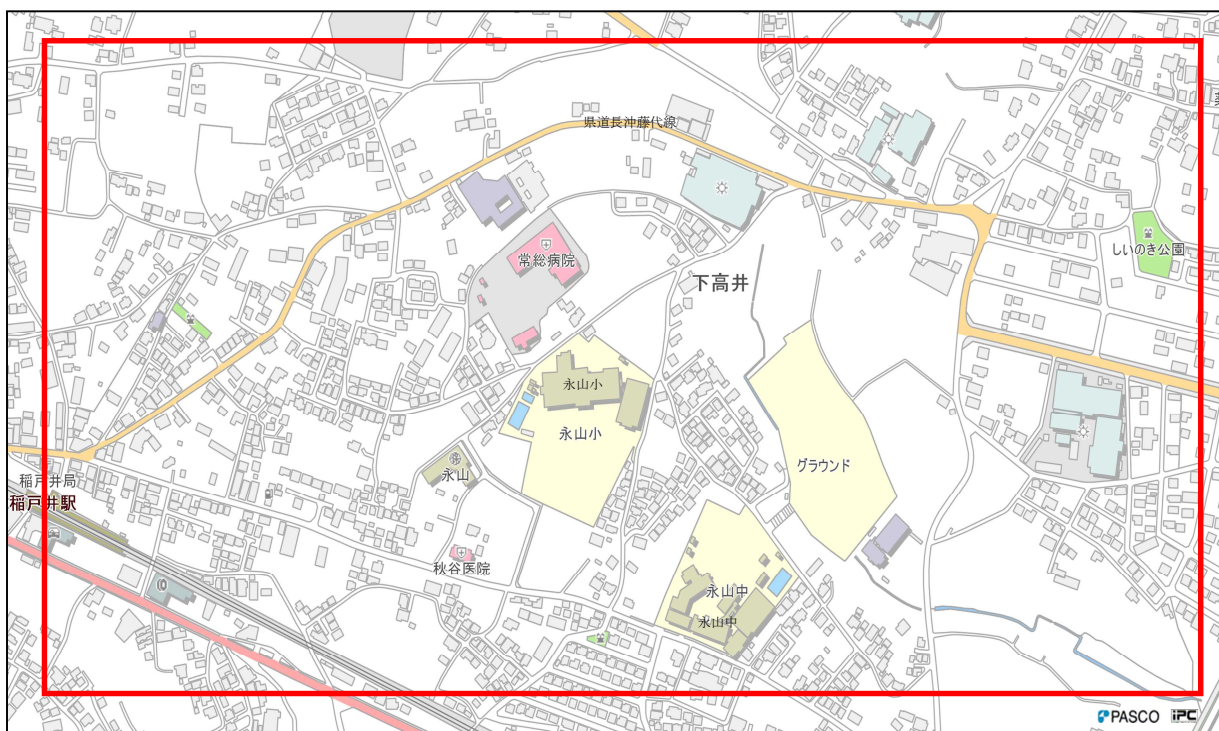 県道長沖藤代線
しいのき公園
常総病院
下高井
永山小
永山小
グラウンド
永山
稲戸井局
稲戸井駅
秋谷医院
永山中
永山中
PASCO iPC